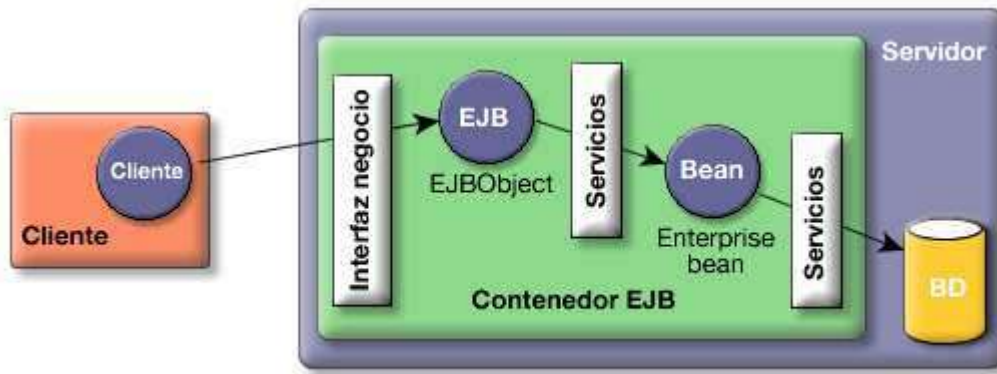 Servidor
Cliente
Cliente
Interfaz negocio
EJB
EJBObject
Servicios
Bean
Enterprise
bean
Servicios
Contenedor EJB
BD